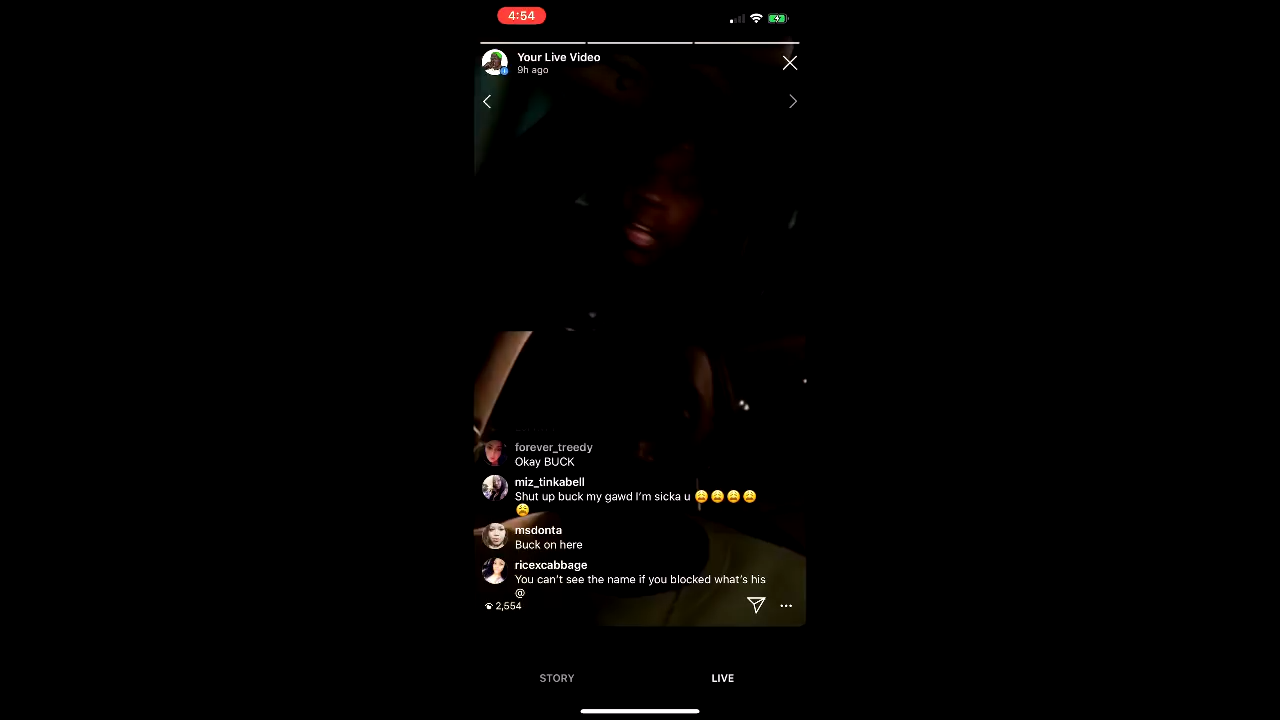 4:54
Your Live Video
9h ago
forever_treedy
Okay BUCK
miz_tinkabell
Shut up buck my gawd I'm sicka u 😩😩😩😩
😩
msdonta
Buck on here
ricexcabbage
You can't see the name if you blocked what's his
@
2,554
STORY
LIVE